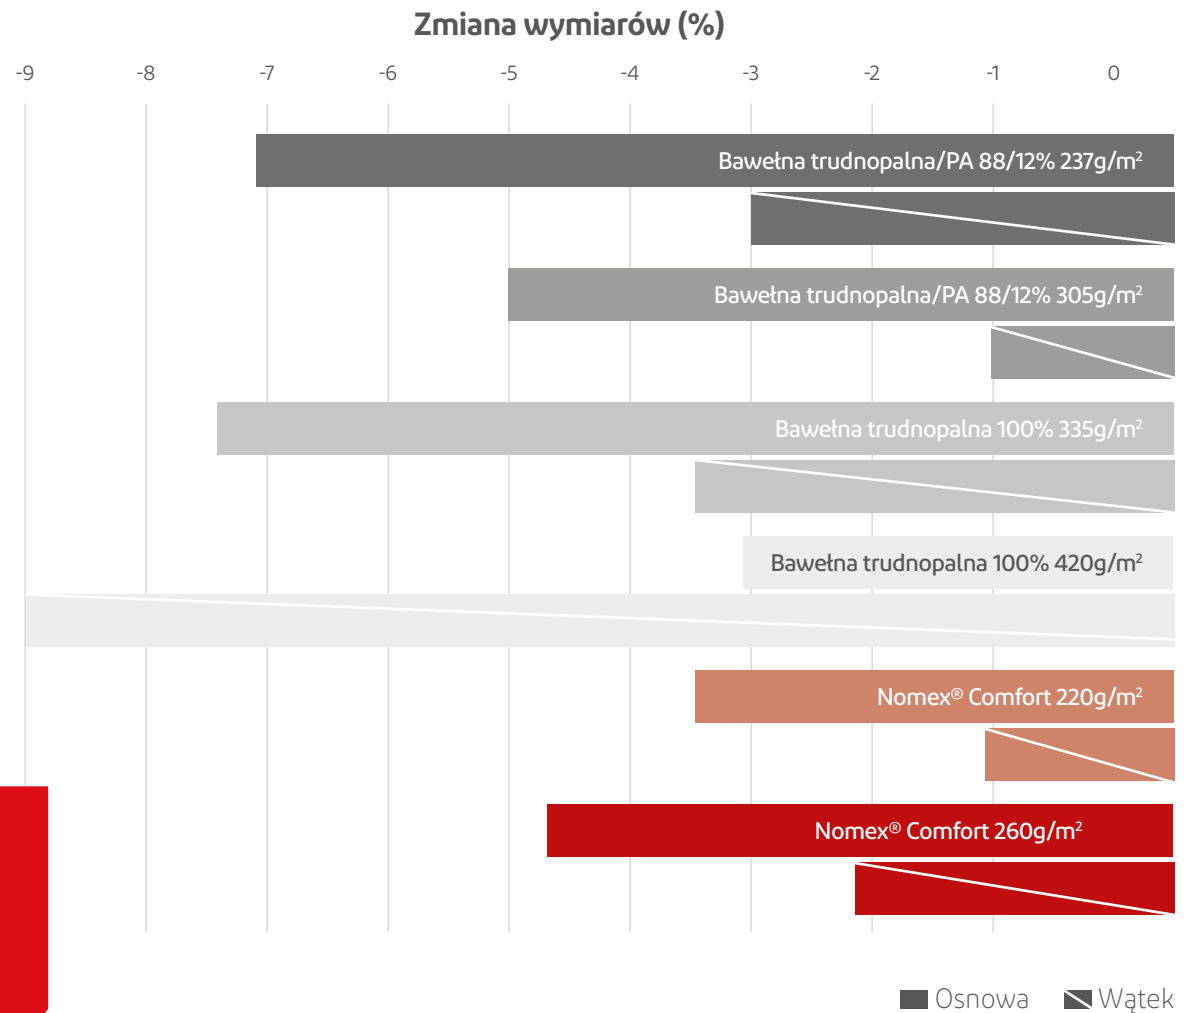 Zmiana wymiarów (%)
-9 -8 -7 -6 -5 -4 -3 -2 -1 0
Bawełna trudnopalna/PA 88/12% 237g/m²
Bawełna trudnopalna/PA 88/12% 305g/m²
Bawełna trudnopalna 100% 335g/m²
Bawełna trudnopalna 100% 420g/m²
Nomex® Comfort 220g/m²
Nomex® Comfort 260g/m²
Osnowa Wątek